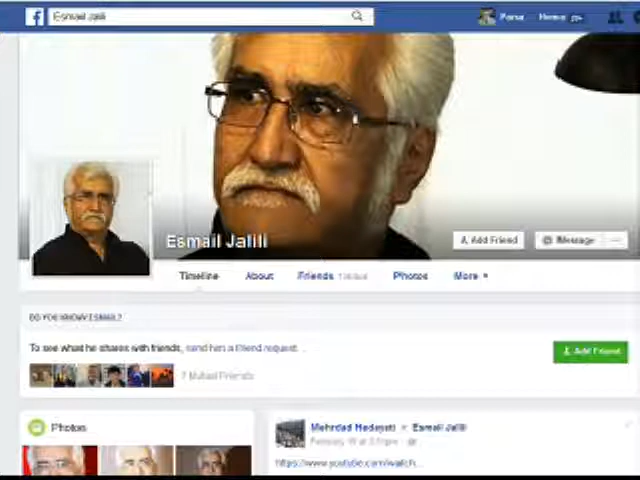 f Esmail Jalili
Parsa Home
Esmail Jalili
Add Friend
Message
...
Timeline About Friends Photos More
DO YOU KNOW ESMAIL?
To see what he shares with friends, send him a friend request.
Add Friend
7 Mutual Friends
Photos
Mehrdad Hedayati Esmail Jalili
https://www.youtube.com/watch...